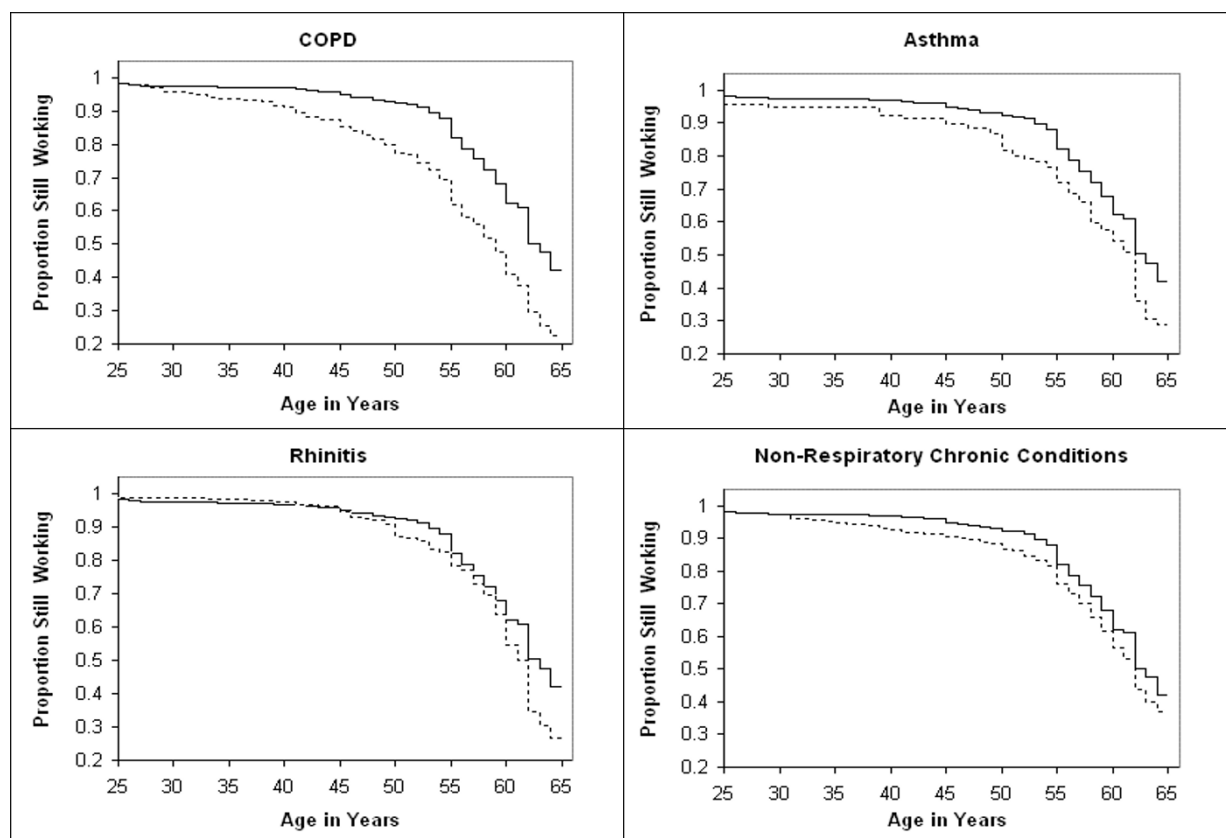 COPD
Proportion Still Working
1
0.9
0.8
0.7
0.6
0.5
0.4
0.3
0.2
25 30 35 40 45 50 55 60 65
Age in Years
Asthma
Proportion Still Working
1
0.9
0.8
0.7
0.6
0.5
0.4
0.3
0.2
25 30 35 40 45 50 55 60 65
Age in Years
Rhinitis
Proportion Still Working
1
0.9
0.8
0.7
0.6
0.5
0.4
0.3
0.2
25 30 35 40 45 50 55 60 65
Age in Years
Non-Respiratory Chronic Conditions
Proportion Still Working
1
0.9
0.8
0.7
0.6
0.5
0.4
0.3
0.2
25 30 35 40 45 50 55 60 65
Age in Years